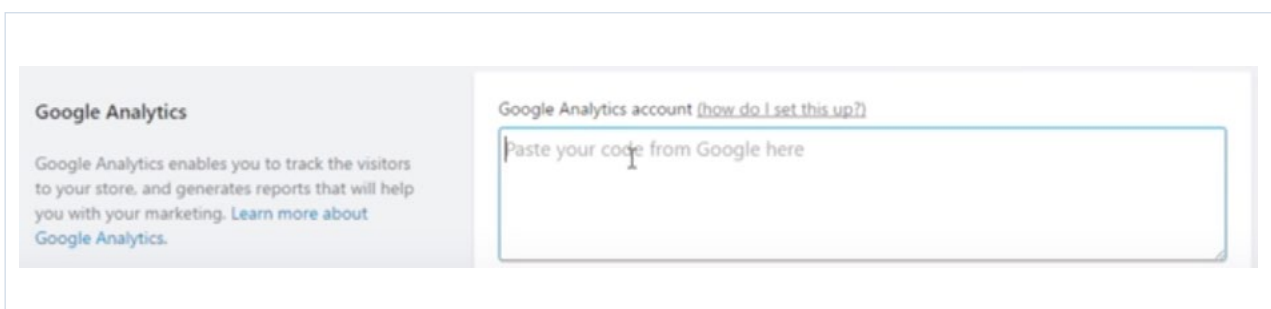 Google Analytics
Google Analytics enables you to track the visitors
to your store, and generates reports that will help
you with your marketing. Learn more about
Google Analytics.
Google Analytics account (how do I set this up?)
Paste your code from Google here